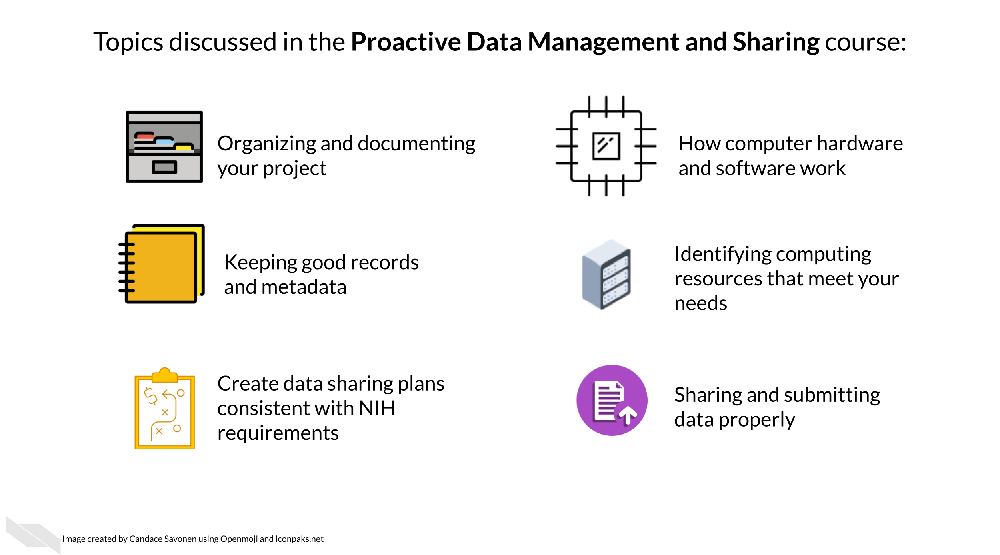 Topics discussed in the Proactive Data Management and Sharing course:
Organizing and documenting
your project
How computer hardware
and software work
Keeping good records
and metadata
Identifying computing
resources that meet your
needs
Create data sharing plans
consistent with NIH
requirements
Sharing and submitting
data properly
Image created by Candace Savonen using Openmoji and iconpaks.net